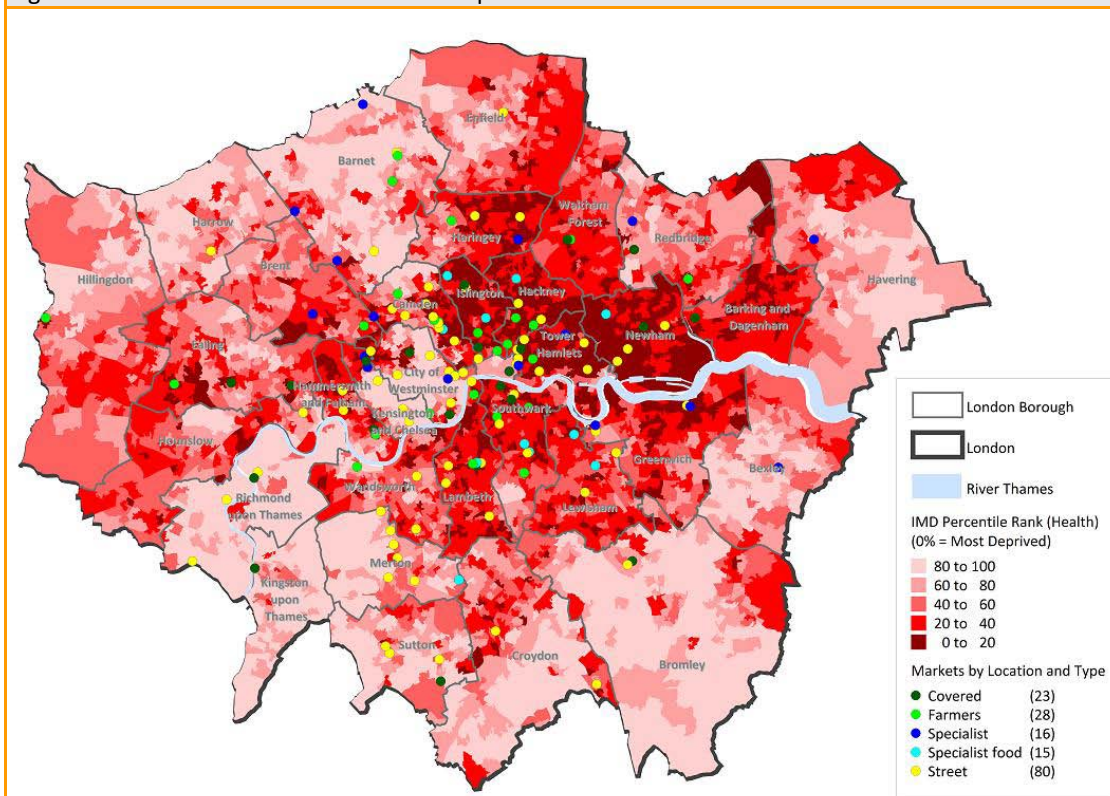 Enfield
Barnet
Harrow
Haringey
Waltham
Forest
Redbridge
Hillingdon
Brent
Camden
Islington
Hackney
Havering
Barking and
Dagenham
Ealing
Tower
Hamlets
Newham
City of
Westminster
Hammersmith
and Fulham
Kensington
and Chelsea
Southwark
Hounslow
Greenwich
Bexley
Richmond
upon Thames
Wandsworth
Lambeth
Lewisham
Merton
Kingston
upon
Thames
Sutton
Croydon
Bromley
London Borough
London
River Thames
IMD Percentile Rank (Health)
(0% = Most Deprived)
80 to 100
60 to 80
40 to 60
20 to 40
0 to 20
Markets by Location and Type
Covered (23)
Farmers (28)
Specialist (16)
Specialist food (15)
Street (80)